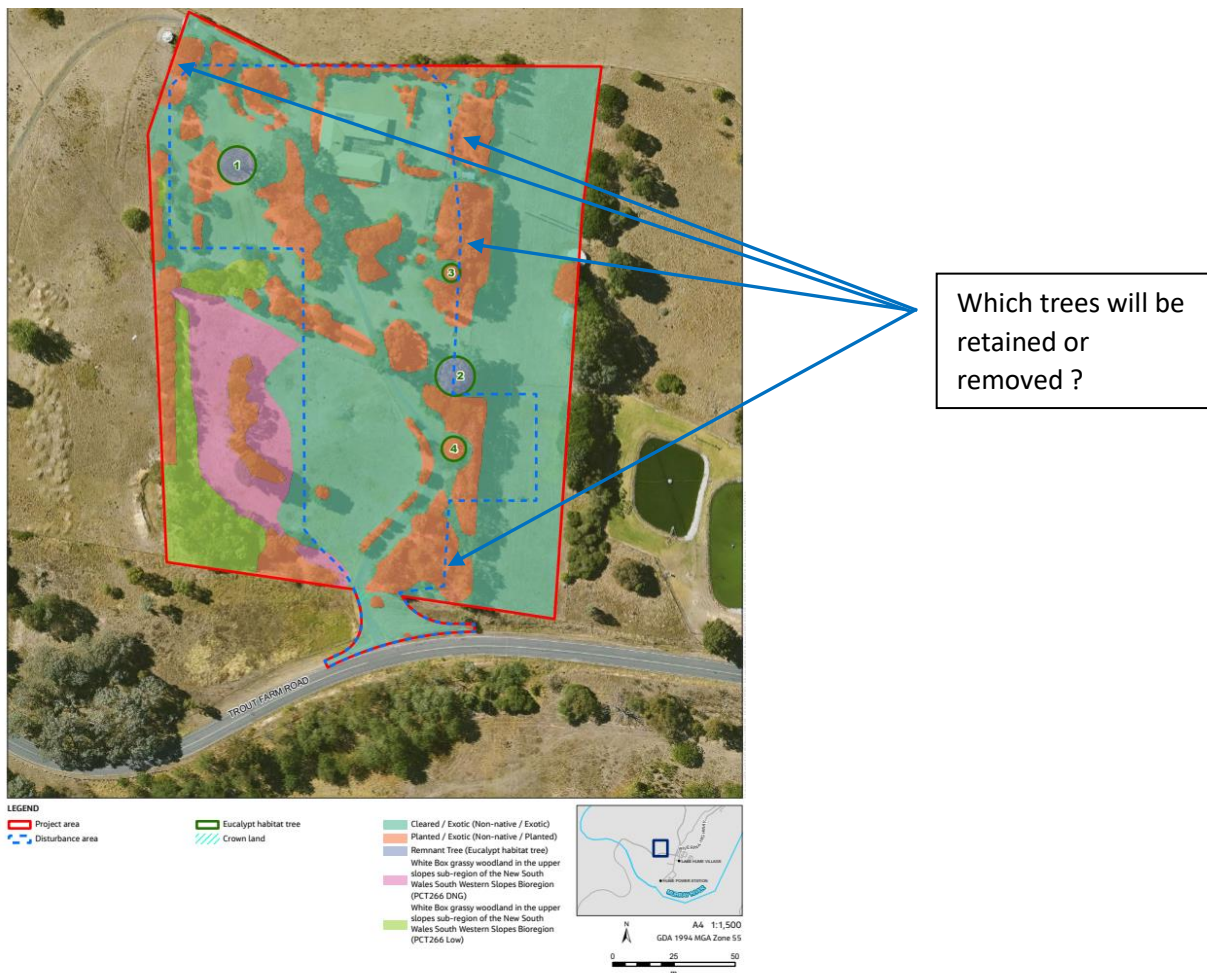 1
3
2
4
Which trees will be
retained or
removed ?
TROUT FARM ROAD
LEGEND
Project area
Disturbance area
Eucalypt habitat tree
Crown land
Cleared / Exotic (Non-native / Exotic)
Planted / Exotic (Non-native / Planted)
Remnant Tree (Eucalypt habitat tree)
White Box grassy woodland in the upper
slopes sub-region of the New South
Wales South Western Slopes Bioregion
(PCT266 DNG)
White Box grassy woodland in the upper
slopes sub-region of the New South
Wales South Western Slopes Bioregion
(PCT266 Low)
LAKE HUME VILLAGE
HUME POWER STATION
MURRAY RIVER
N
A4 1:1,500
GDA 1994 MGA Zone 55
0 25 50
m